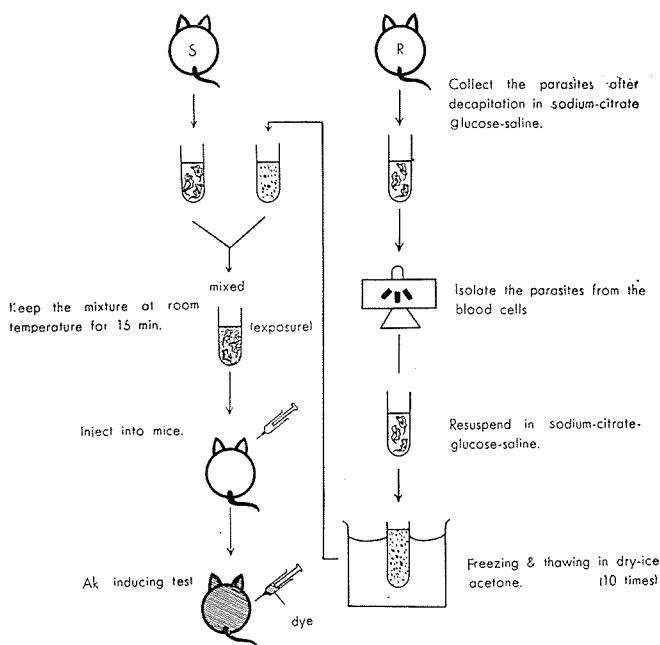 S
R
Collect the parasites after
decapitation in sodium-citrate
glucose-saline.
Isolate the parasites from the
blood cells
Resuspend in sodium-citrate-
glucose-saline.
Freezing & thawing in dry-ice
acetone. (10 times)
mixed
Keep the mixture at room
temperature for 15 min.
(exposure)
Inject into mice.
Ak inducing test
dye